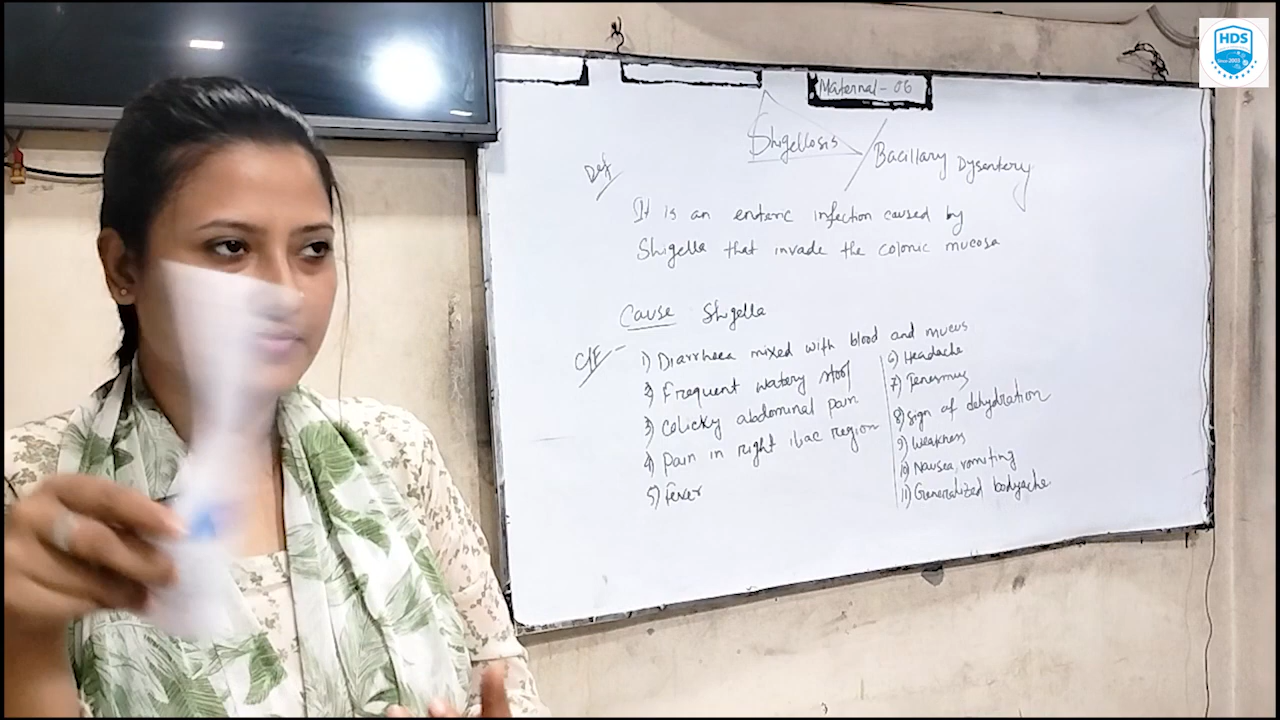 HDS
Since-2003
Maternal - 06
Shigellosis / Bacillary Dysentery
Def
It is an enteric infection caused by
Shigella that invade the colonic mucosa
Cause Shigella
C/F -
1) Diarrhoea mixed with blood and mucus
2) Frequent watery stool
3) Colicky abdominal pain
4) Pain in right iliac region
5) Fever
6) Headache
7) Tenesmus
8) Sign of dehydration
9) Weakness
10) Nausea, vomiting
11) Generalized bodyache